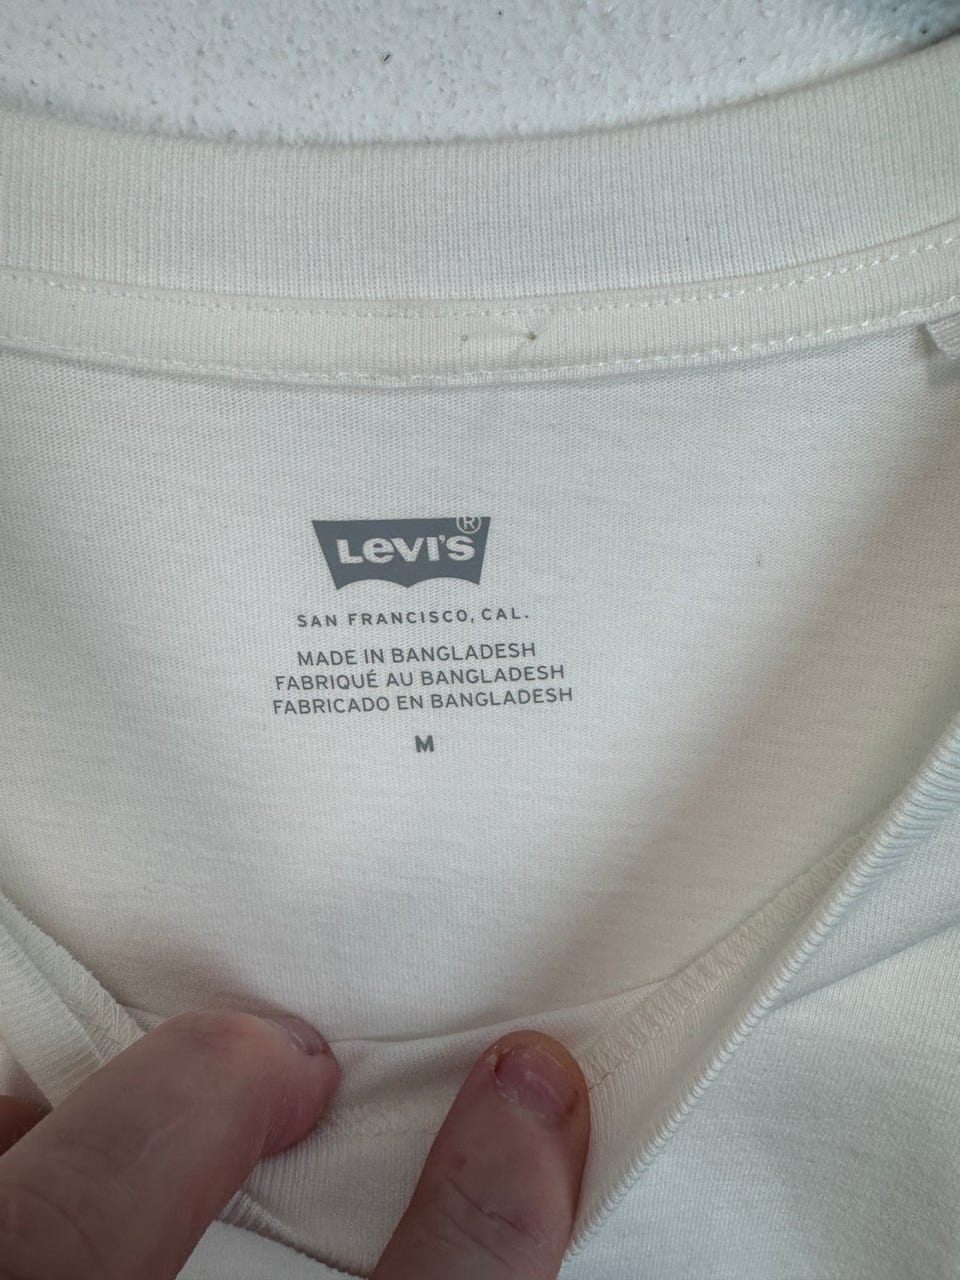 LEVI'S®
SAN FRANCISCO, CAL.
MADE IN BANGLADESH
FABRIQUÉ AU BANGLADESH
FABRICADO EN BANGLADESH
M